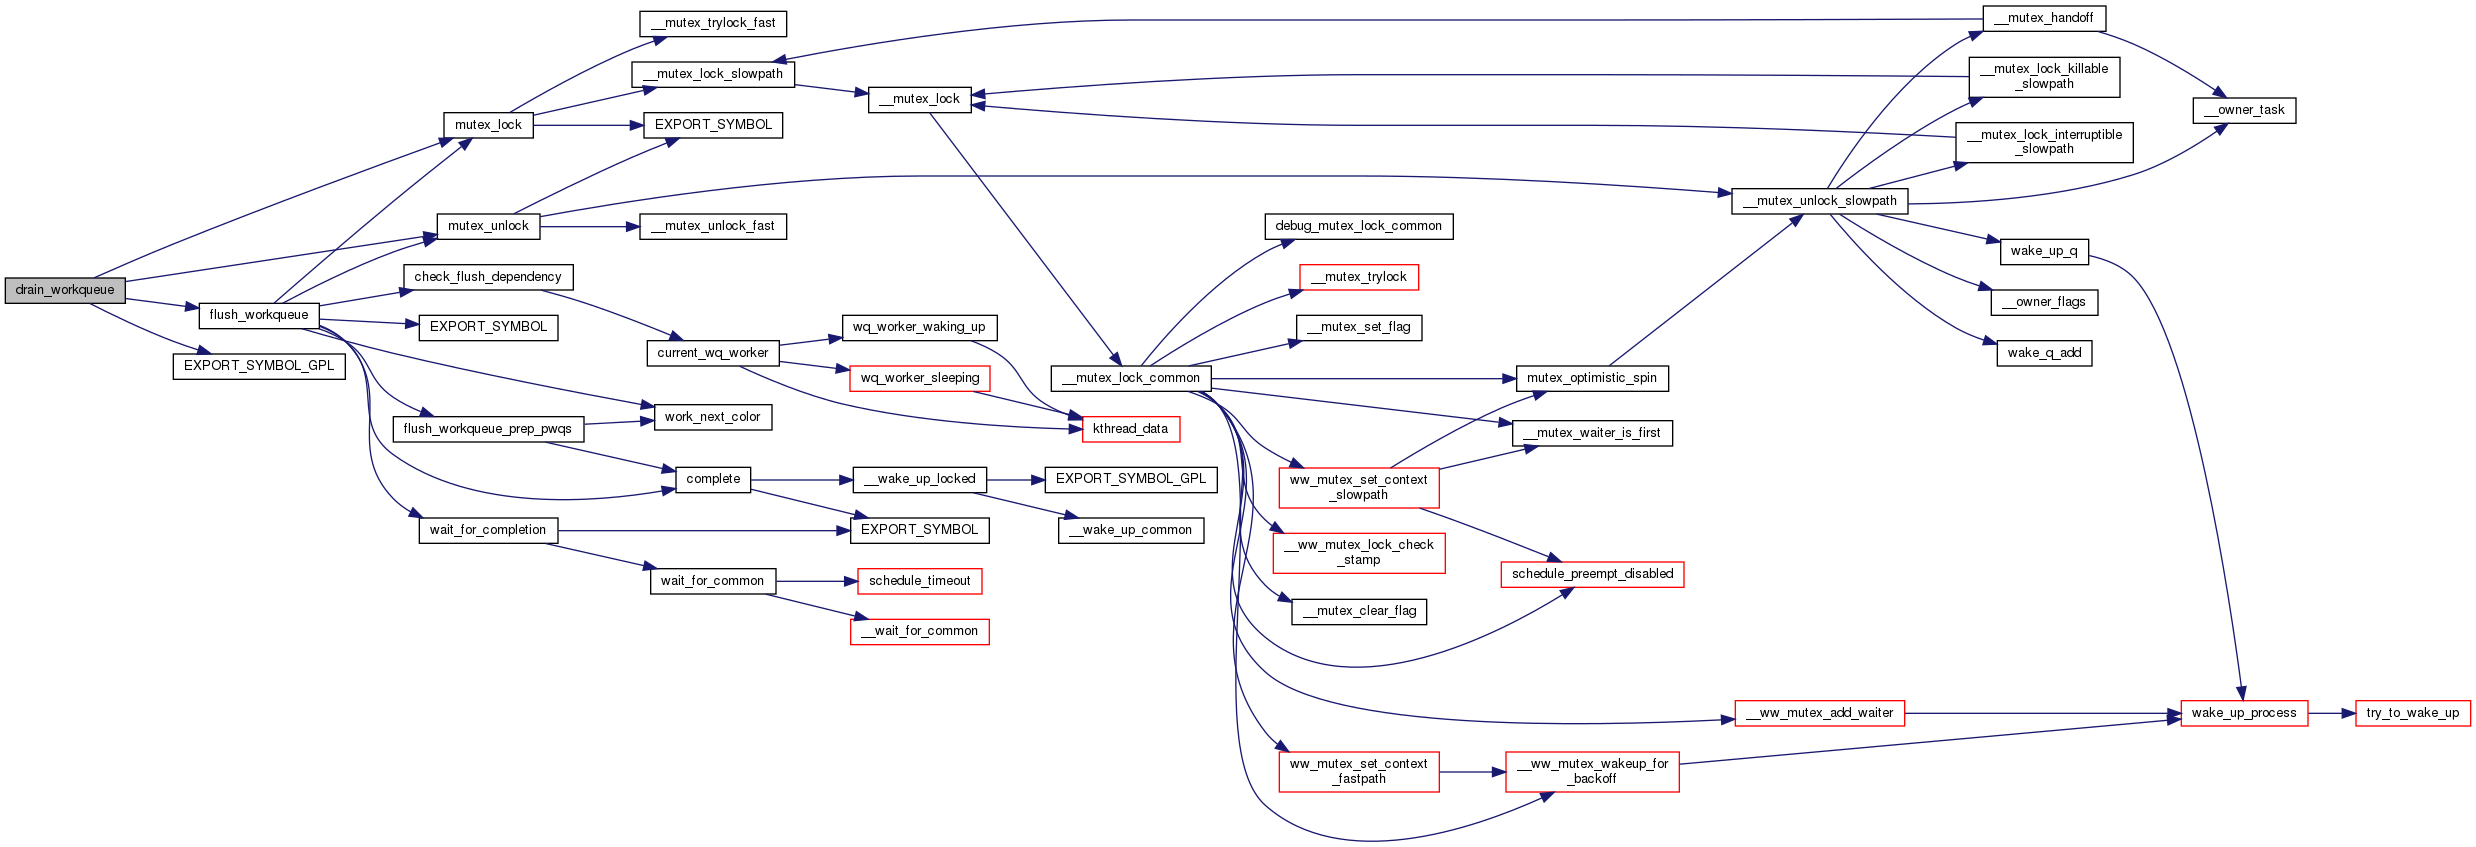 drain_workqueue
flush_workqueue
EXPORT_SYMBOL_GPL
mutex_lock
mutex_unlock
check_flush_dependency
EXPORT_SYMBOL
flush_workqueue_prep_pwqs
wait_for_completion
__mutex_trylock_fast
__mutex_lock_slowpath
EXPORT_SYMBOL
__mutex_unlock_fast
current_wq_worker
work_next_color
complete
wait_for_common
__mutex_lock
wq_worker_waking_up
wq_worker_sleeping
__wake_up_locked
EXPORT_SYMBOL
schedule_timeout
__wait_for_common
__mutex_lock_common
kthread_data
EXPORT_SYMBOL_GPL
__wake_up_common
debug_mutex_lock_common
__mutex_trylock
__mutex_set_flag
ww_mutex_set_context
_slowpath
__ww_mutex_lock_check
_stamp
__mutex_clear_flag
ww_mutex_set_context
_fastpath
mutex_optimistic_spin
__mutex_waiter_is_first
schedule_preempt_disabled
__ww_mutex_wakeup_for
_backoff
__mutex_unlock_slowpath
__ww_mutex_add_waiter
__mutex_handoff
__mutex_lock_killable
_slowpath
__mutex_lock_interruptible
_slowpath
wake_up_q
__owner_flags
wake_q_add
__owner_task
wake_up_process
try_to_wake_up